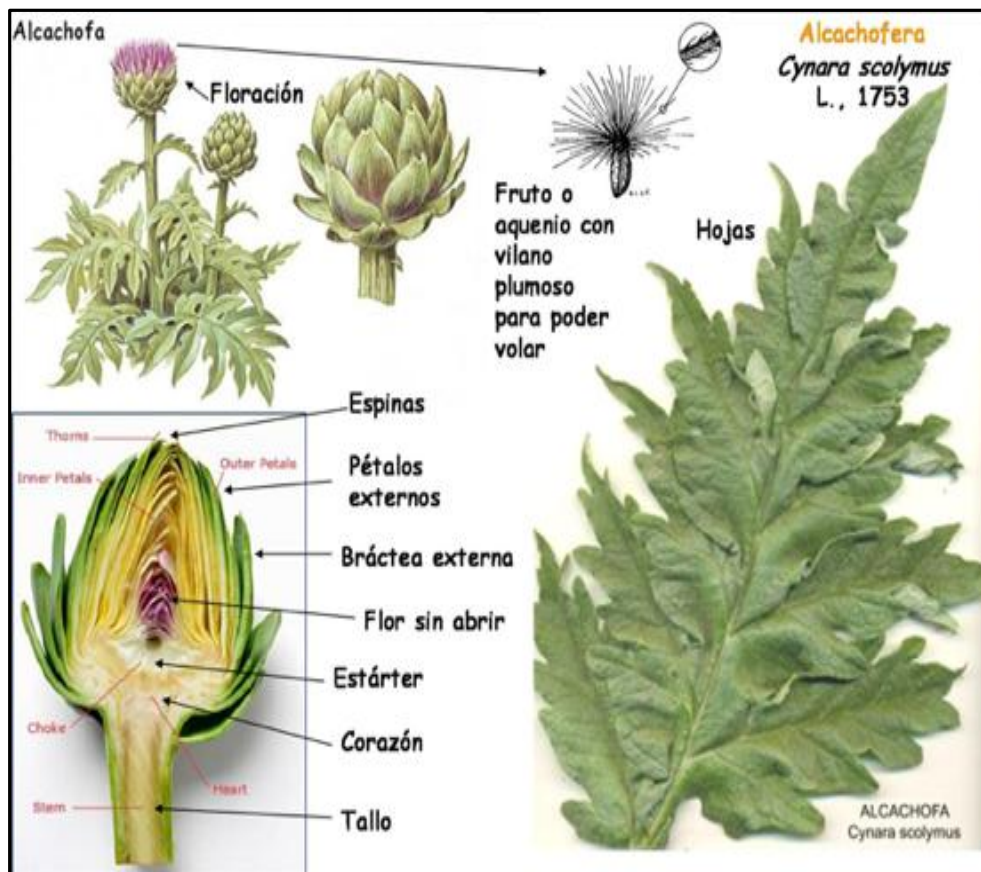 Alcachofa
Floración
Alcachofera
Cynara scolymus
L., 1753
Fruto o
aquenio con
vilano
plumoso
para poder
volar
Hojas
Espinas
Thorns
Inner Petals
Outer Petals
Pétalos
externos
Bráctea externa
Flor sin abrir
Estárter
Corazón
Choke
Heart
Stem
Tallo
ALCACHOFA
Cynara scolymus